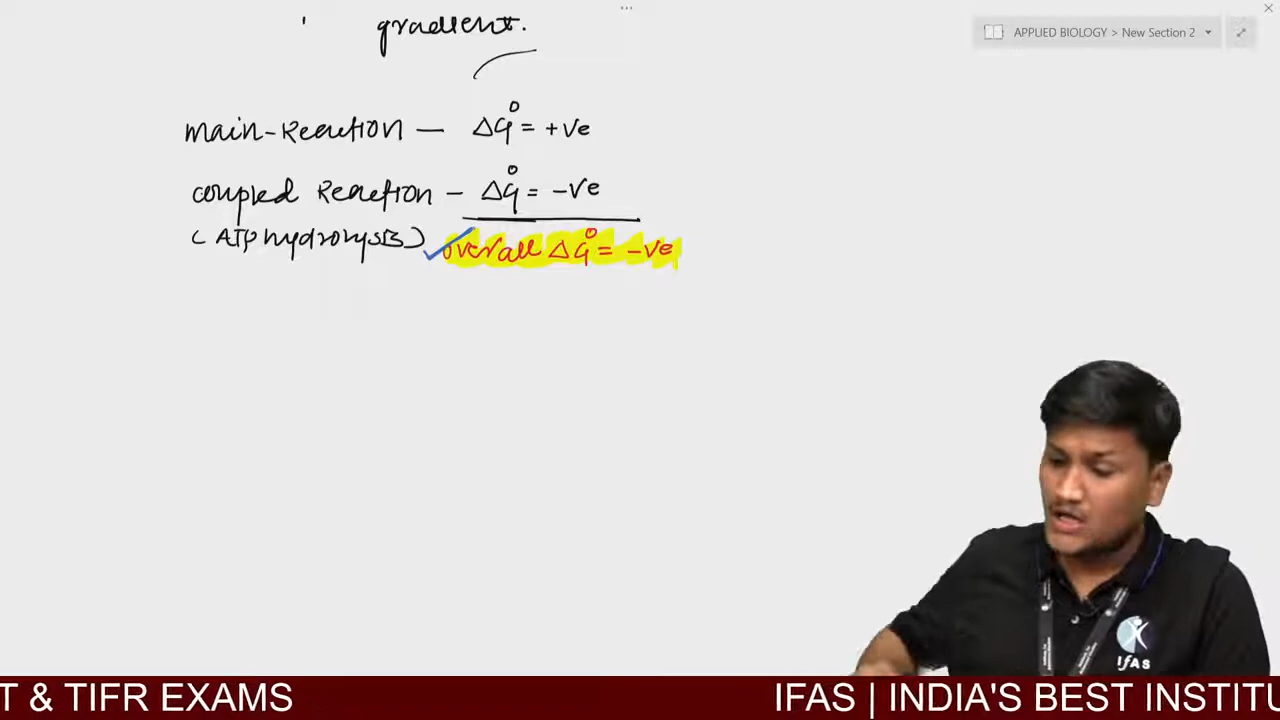 gradient.
APPLIED BIOLOGY > New Section 2
main-Reaction — ΔG° = +ve
coupled Reaction — ΔG° = -ve
(ATP hydrolysis) ✓ overall ΔG° = -ve
IFAS
T & TIFR EXAMS
IFAS | INDIA'S BEST INSTITU